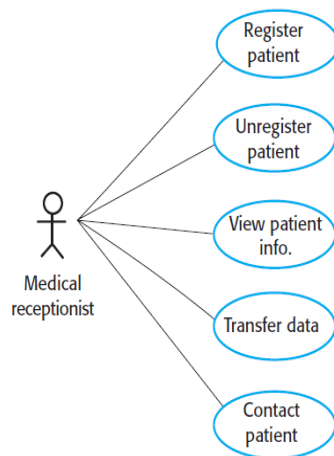 Register
patient
Unregister
patient
View patient
info.
Medical
receptionist
Transfer data
Contact
patient